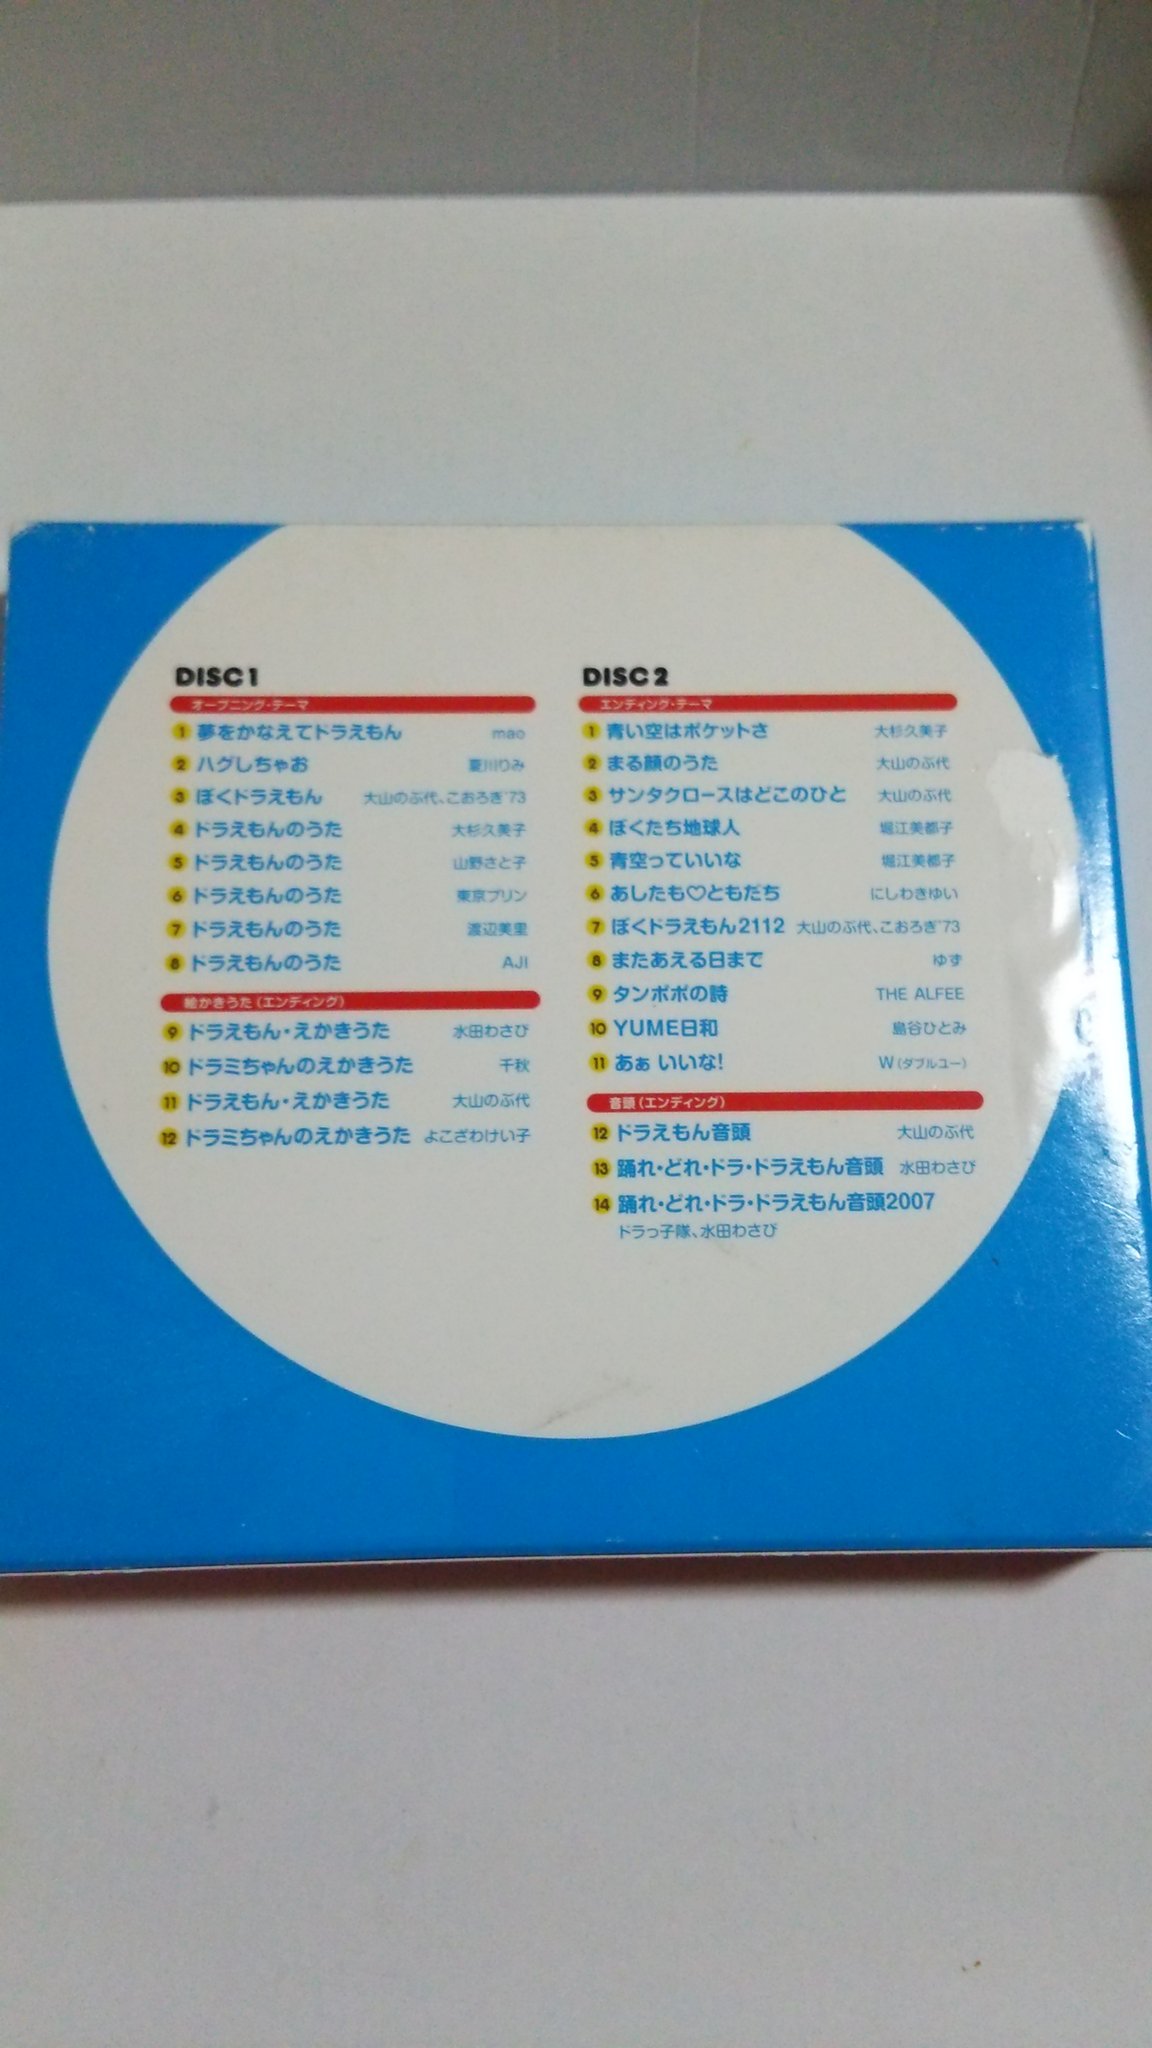 DISC1
オープニング・テーマ
1 夢をかなえてドラえもん mao
2 ハグしちゃお 夏川りみ
3 ぼくドラえもん 大山のぶ代、こおろぎ'73
4 ドラえもんのうた 大杉久美子
5 ドラえもんのうた 山野さと子
6 ドラえもんのうた 東京プリン
7 ドラえもんのうた 渡辺美里
8 ドラえもんのうた AJI
絵かきうた(エンディング)
9 ドラえもん・えかきうた 水田わさび
10 ドラミちゃんのえかきうた 千秋
11 ドラえもん・えかきうた 大山のぶ代
12 ドラミちゃんのえかきうた よこざわけい子
DISC2
エンディング・テーマ
1 青い空はポケットさ 大杉久美子
2 まる顔のうた 大山のぶ代
3 サンタクロースはどこのひと 大山のぶ代
4 ぼくたち地球人 堀江美都子
5 青空っていいな 堀江美都子
6 あしたも♡ともだち にしわきゆい
7 ぼくドラえもん2112 大山のぶ代、こおろぎ'73
8 またあえる日まで ゆず
9 タンポポの詩 THE ALFEE
10 YUME日和 島谷ひとみ
11 あぁ いいな! W(ダブルユー)
音頭(エンディング)
12 ドラえもん音頭 大山のぶ代
13 踊れ・どれ・ドラ・ドラえもん音頭 水田わさび
14 踊れ・どれ・ドラ・ドラえもん音頭2007
ドラっ子隊、水田わさび